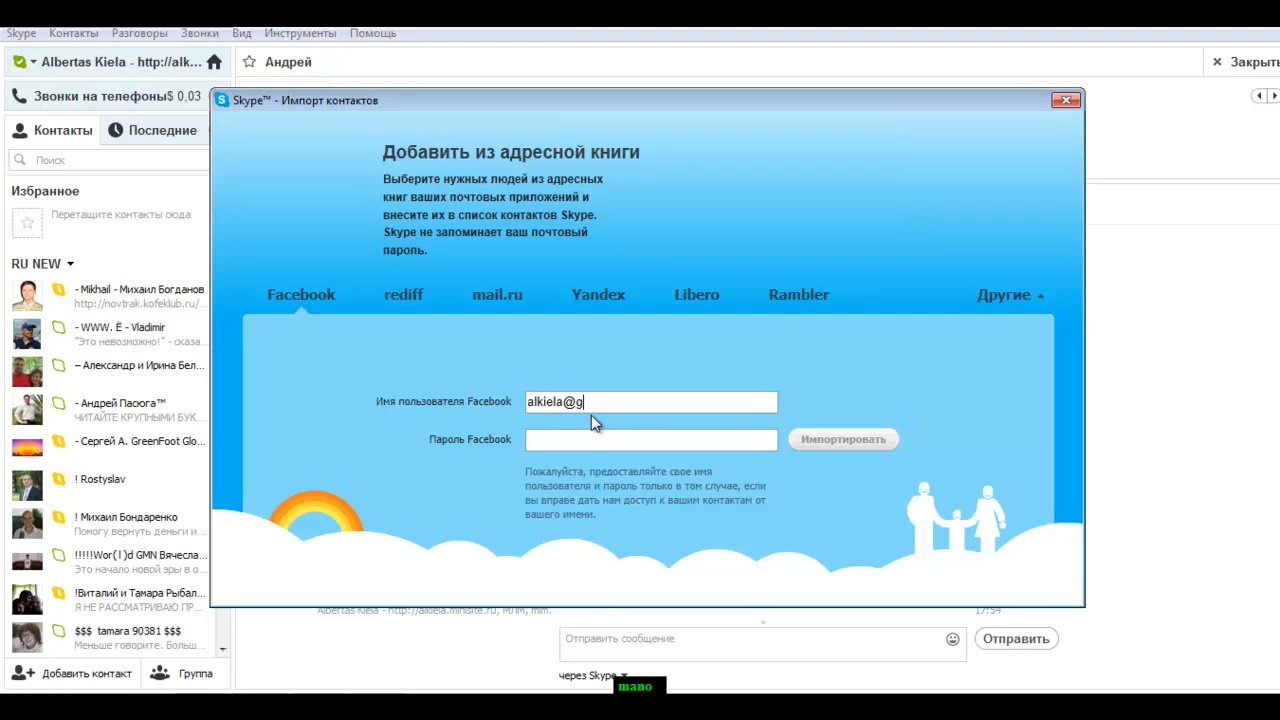 Skype Контакты Разговоры Звонки Вид Инструменты Помощь
Albertas Kiela - http://alk...
Андрей
Закрыть
Звонки на телефоны$ 0,03
Контакты
Последние
Поиск
Избранное
Перетащите контакты сюда
RU NEW
- Mikhail - Михаил Богданов
http://novtrak.kofeklub.ru/...
- WWW. Ё - Vladimir
"Это невозможно!" - сказа...
– Александр и Ирина Бел...
- Андрей Пасюга™
ЧИТАЙТЕ КРУПНЫМИ БУК...
- Сергей А. GreenFoot Glo...
! Rostyslav
! Михаил Бондаренко
Помогу вернуть деньги и...
!!!!!Wor(I)d GMN Вячесла...
Это начало новой эры в о...
!Виталий и Тамара Рыбал...
Я НЕ РАССМАТРИВАЮ ПР...
$$$ tamara 90381 $$$
Меньше говорите. Больш...
Добавить контакт
Группа
Skype™ - Импорт контактов
Добавить из адресной книги
Выберите нужных людей из адресных
книг ваших почтовых приложений и
внесите их в список контактов Skype.
Skype не запоминает ваш почтовый
пароль.
Facebook rediff mail.ru Yandex Libero Rambler Другие
Имя пользователя Facebook
alkiela@g
Пароль Facebook
Импортировать
Пожалуйста, предоставляйте свое имя
пользователя и пароль только в том случае, если
вы вправе дать нам доступ к вашим контактам от
вашего имени.
Albertas Kiela - http://alkiela.minisite.ru, МЛМ, mlm.
17:54
Отправить сообщение
Отправить
через Skype
mano